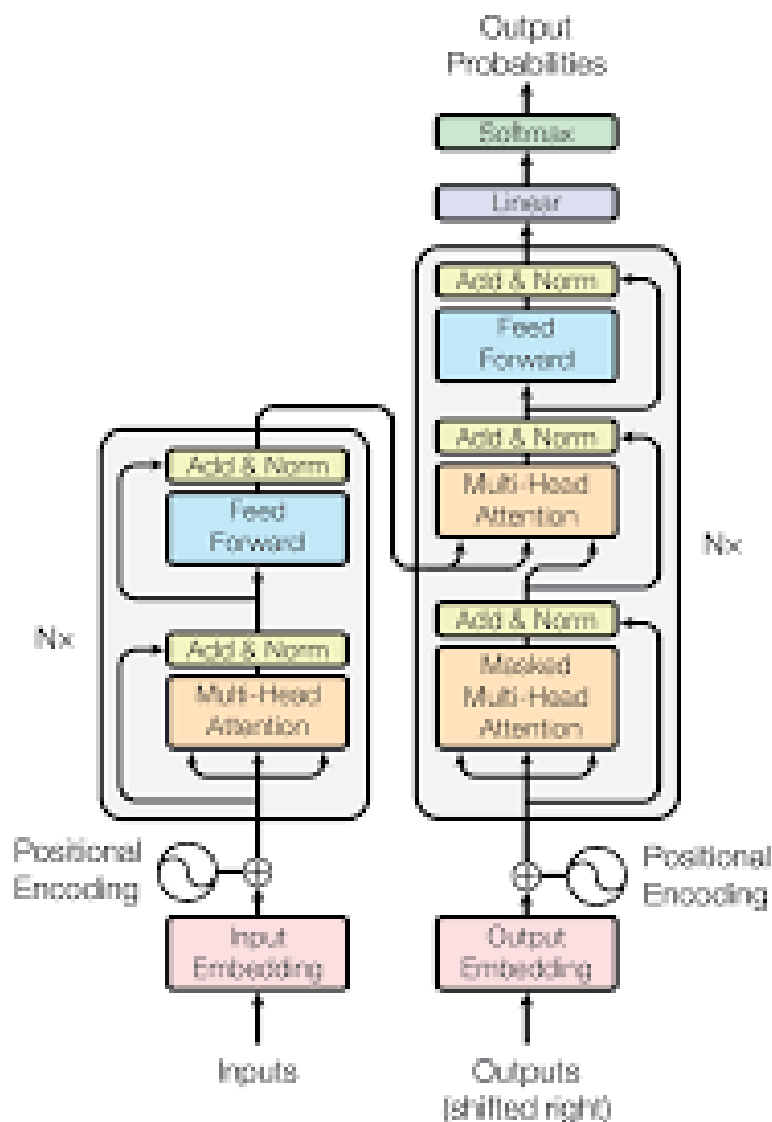 Output
Probabilities
Softmax
Linear
Add & Norm
Feed
Forward
Add & Norm
Multi-Head
Attention
Nx
Add & Norm
Masked
Multi-Head
Attention
Add & Norm
Feed
Forward
Nx
Add & Norm
Multi-Head
Attention
Positional
Encoding
Positional
Encoding
Input
Embedding
Output
Embedding
Inputs
Outputs
(shifted right)